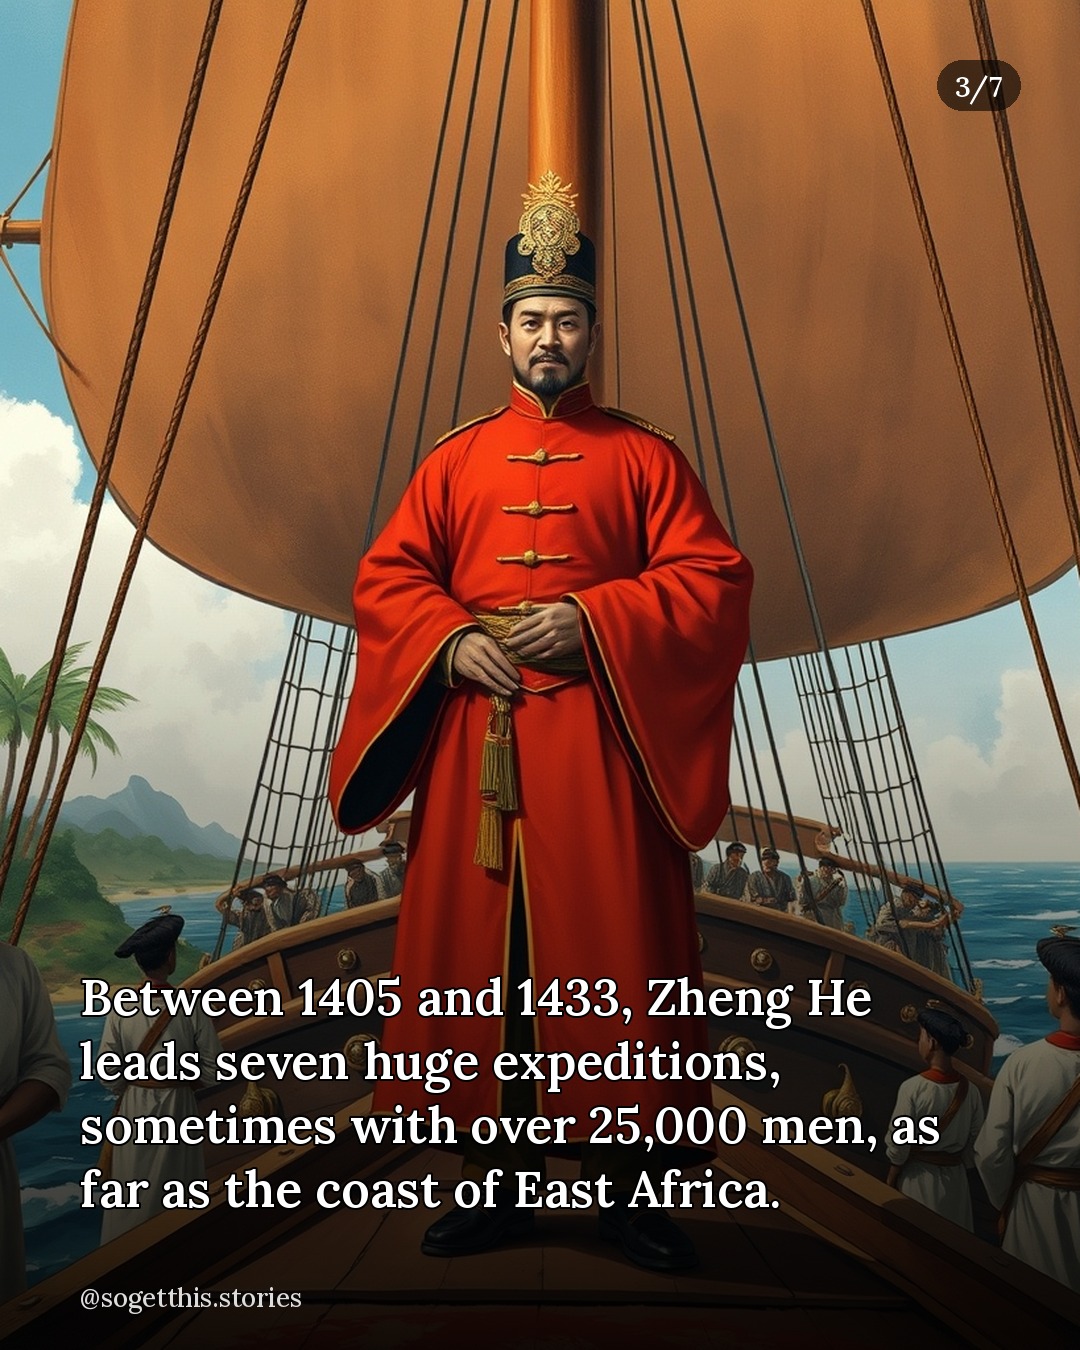 3/7
Between 1405 and 1433, Zheng He
leads seven huge expeditions,
sometimes with over 25,000 men, as
far as the coast of East Africa.
@sogetthis.stories